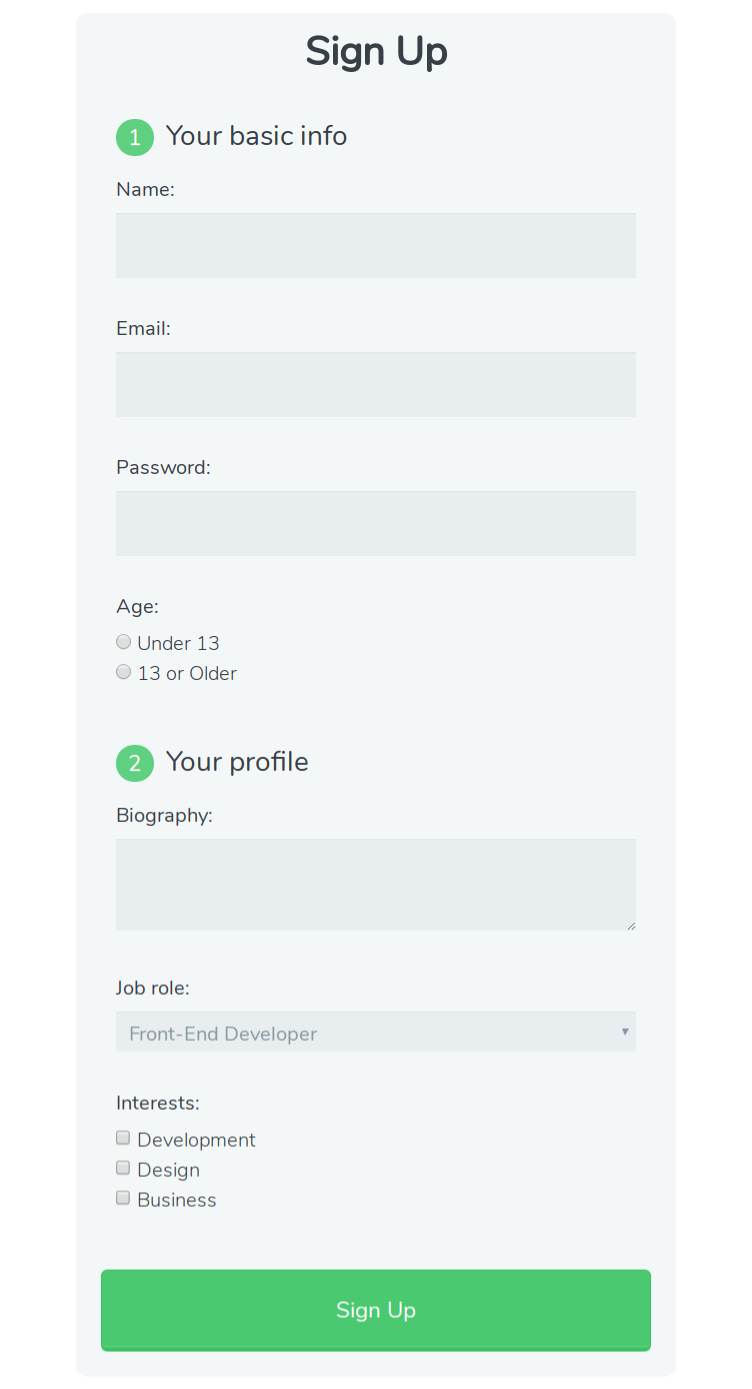 Sign Up
1 Your basic info
Name:
Email:
Password:
Age:
Under 13
13 or Older
2 Your profile
Biography:
Job role:
Front-End Developer
Interests:
Development
Design
Business
Sign Up